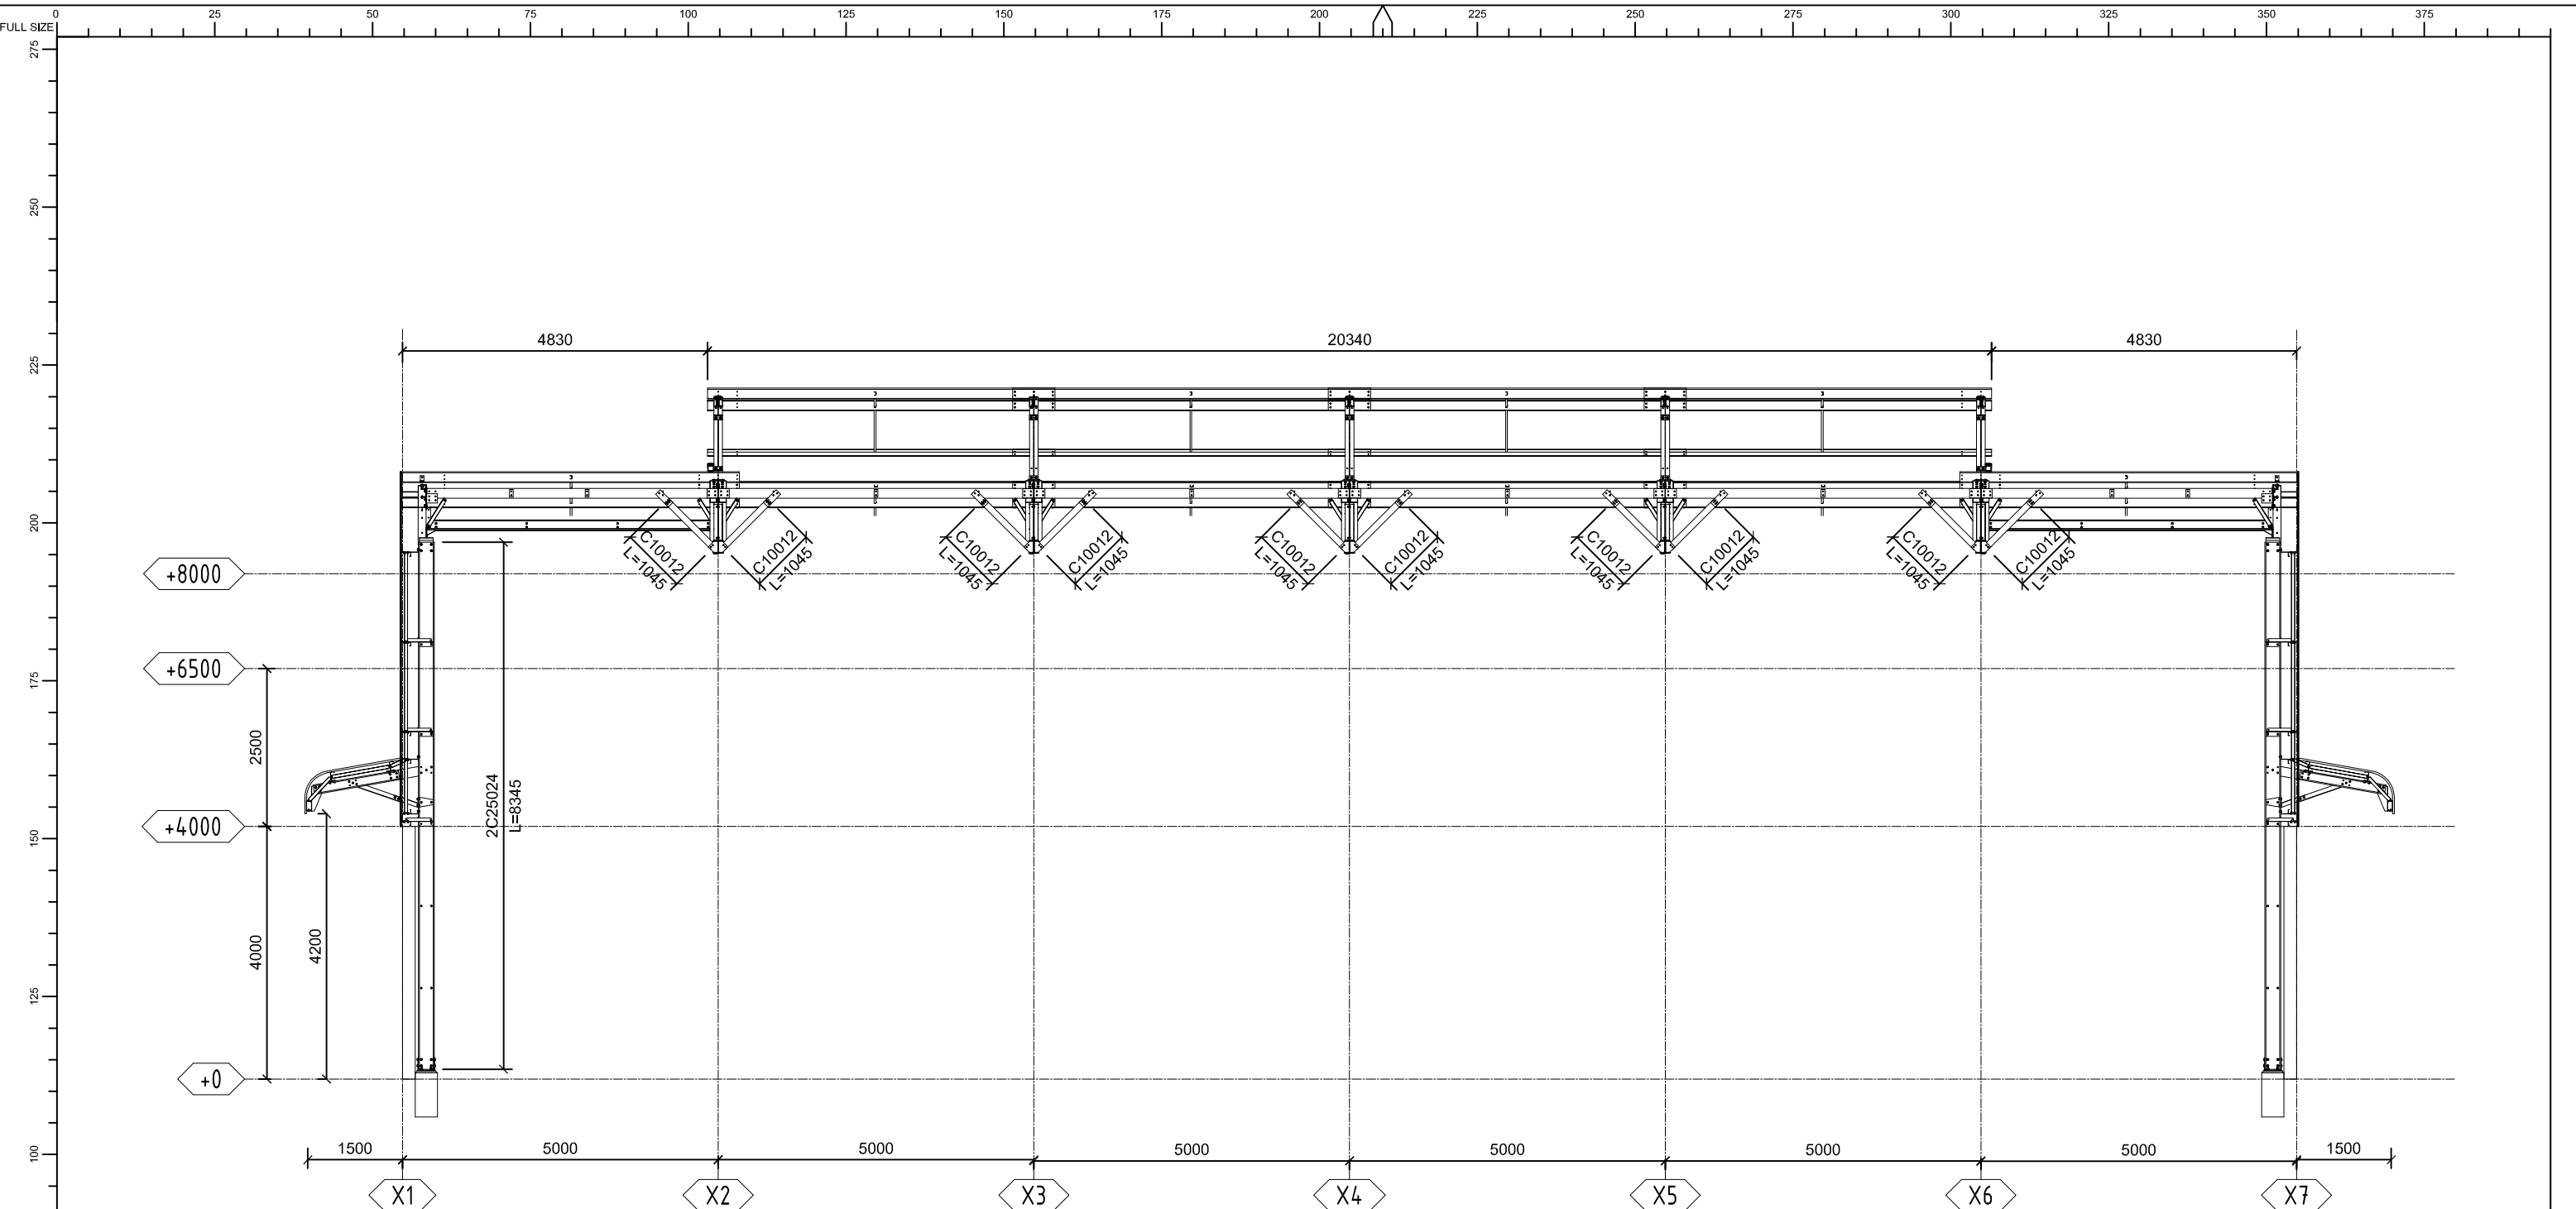 0 25 50 75 100 125 150 175 200 225 250 275 300 325 350 375
FULL SIZE
275
250
225
200
175
150
125
100
4830 20340 4830
C10012
L=1045
C10012
L=1045
C10012
L=1045
C10012
L=1045
C10012
L=1045
C10012
L=1045
C10012
L=1045
C10012
L=1045
C10012
L=1045
C10012
L=1045
+8000
+6500
2500
2C25024
L=8345
+4000
4000
4200
+0
1500 5000 5000 5000 5000 5000 5000 1500
X1 X2 X3 X4 X5 X6 X7